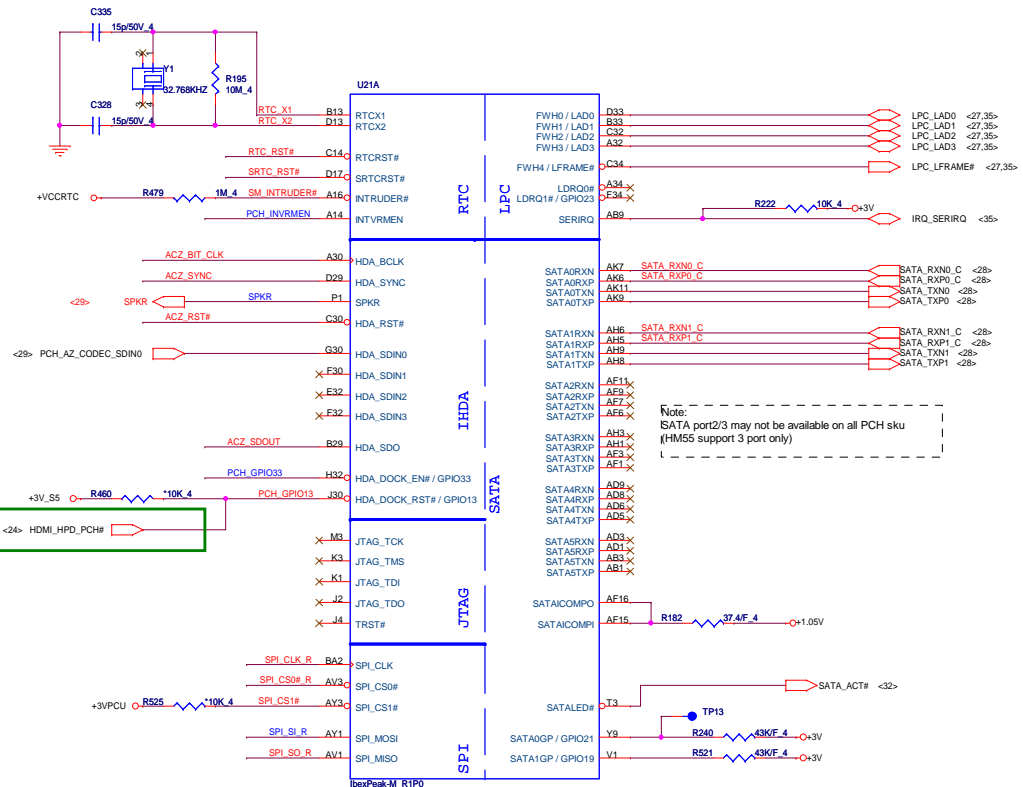 C335
15p/50V_4
2
1
Y1
32.768KHZ
R195
10M_4
3
4
C328
15p/50V_4
U21A
RTC_X1 B13 RTCX1
RTC_X2 D13 RTCX2
RTC_RST# C14 RTCRST#
SRTC_RST# D17 SRTCRST#
+VCCRTC R479 1M_4 SM_INTRUDER# A16 INTRUDER#
PCH_INVRMEN A14 INTVRMEN
RTC
LPC
FWH0 / LAD0 D33 LPC_LAD0 <27,35>
FWH1 / LAD1 B33 LPC_LAD1 <27,35>
FWH2 / LAD2 C32 LPC_LAD2 <27,35>
FWH3 / LAD3 A32 LPC_LAD3 <27,35>
FWH4 / LFRAME# C34 LPC_LFRAME# <27,35>
LDRQ0# A34
LDRQ1# / GPIO23 F34
R222 10K_4 +3V
SERIRQ AB9 IRQ_SERIRQ <35>
ACZ_BIT_CLK A30 HDA_BCLK
ACZ_SYNC D29 HDA_SYNC
<29> SPKR SPKR P1 SPKR
ACZ_RST# C30 HDA_RST#
<29> PCH_AZ_CODEC_SDIN0 G30 HDA_SDIN0
F30 HDA_SDIN1
E32 HDA_SDIN2
F32 HDA_SDIN3
ACZ_SDOUT B29 HDA_SDO
PCH_GPIO33 H32 HDA_DOCK_EN# / GPIO33
+3V_S5 R460 *10K_4 PCH_GPIO13 J30 HDA_DOCK_RST# / GPIO13
<24> HDMI_HPD_PCH#
IHDA
SATA
SATA0RXN AK7 SATA_RXN0_C SATA_RXN0_C <28>
SATA0RXP AK6 SATA_RXP0_C SATA_RXP0_C <28>
SATA0TXN AK11 SATA_TXN0 <28>
SATA0TXP AK9 SATA_TXP0 <28>
SATA1RXN AH6 SATA_RXN1_C SATA_RXN1_C <28>
SATA1RXP AH5 SATA_RXP1_C SATA_RXP1_C <28>
SATA1TXN AH9 SATA_TXN1 <28>
SATA1TXP AH8 SATA_TXP1 <28>
SATA2RXN AF11
SATA2RXP AF9
SATA2TXN AF7
SATA2TXP AF6
SATA3RXN AH3
SATA3RXP AH1
SATA3TXN AF3
SATA3TXP AF1
SATA4RXN AD9
SATA4RXP AD8
SATA4TXN AD6
SATA4TXP AD5
SATA5RXN AD3
SATA5RXP AD1
SATA5TXN AB3
SATA5TXP AB1
Note:
SATA port2/3 may not be available on all PCH sku
(HM55 support 3 port only)
M3 JTAG_TCK
K3 JTAG_TMS
K1 JTAG_TDI
J2 JTAG_TDO
J4 TRST#
JTAG
SATAICOMPO AF16
SATAICOMPI AF15 R182 37.4/F_4 +1.05V
SPI_CLK_R BA2 SPI_CLK
SPI_CS0#_R AV3 SPI_CS0#
+3VPCU R525 *10K_4 SPI_CS1# AY3 SPI_CS1#
SPI_SI_R AY1 SPI_MOSI
SPI_SO_R AV1 SPI_MISO
SPI
SATALED# T3 SATA_ACT# <32>
TP13
SATA0GP / GPIO21 Y9 R240 43K/F_4 +3V
SATA1GP / GPIO19 V1 R521 43K/F_4 +3V
IbexPeak-M_R1P0